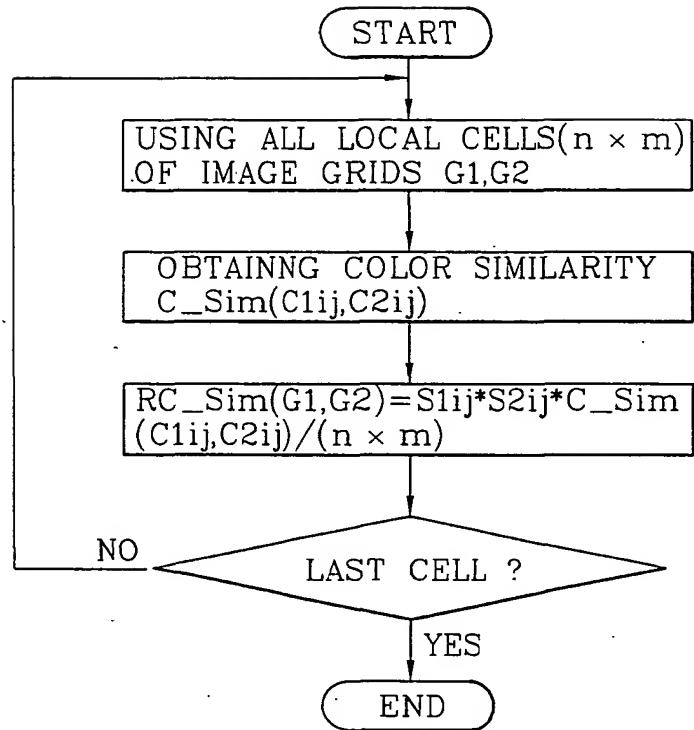 START
USING ALL LOCAL CELLS(n × m)
OF IMAGE GRIDS G1,G2
OBTAINNG COLOR SIMILARITY
C_Sim(C1ij,C2ij)
RC_Sim(G1,G2)=S1ij*S2ij*C_Sim
(C1ij,C2ij)/(n × m)
NO
LAST CELL ?
YES
END